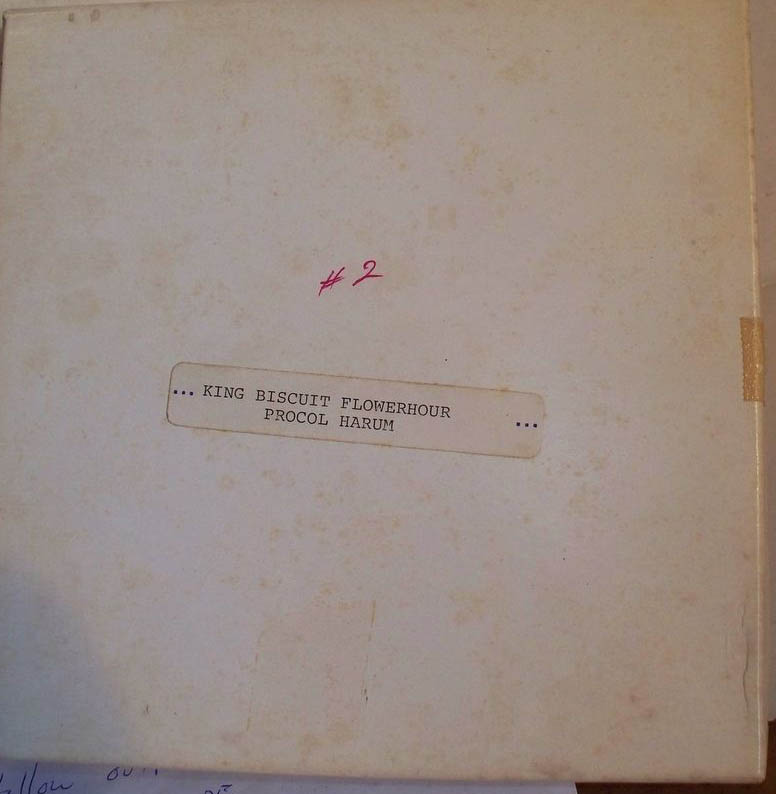 #2
... KING BISCUIT FLOWERHOUR
PROCOL HARUM ...